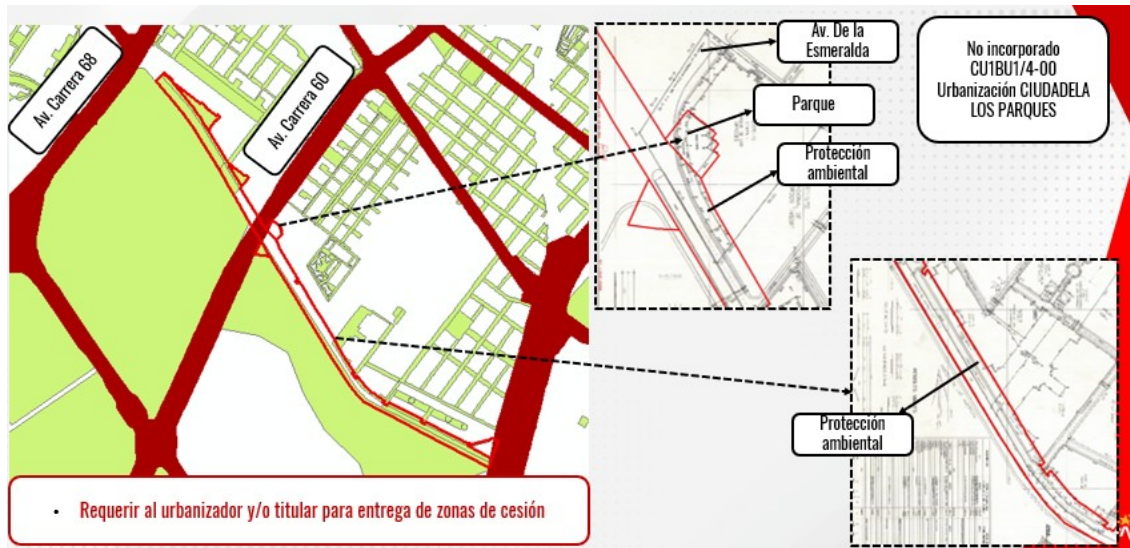 Av. Carrera 68
Av. Carrera 60
Av. De la
Esmeralda
Parque
Protección
ambiental
No incorporado
CU1BU1/4-00
Urbanización CIUDADELA
LOS PARQUES
Protección
ambiental
• Requerir al urbanizador y/o titular para entrega de zonas de cesión